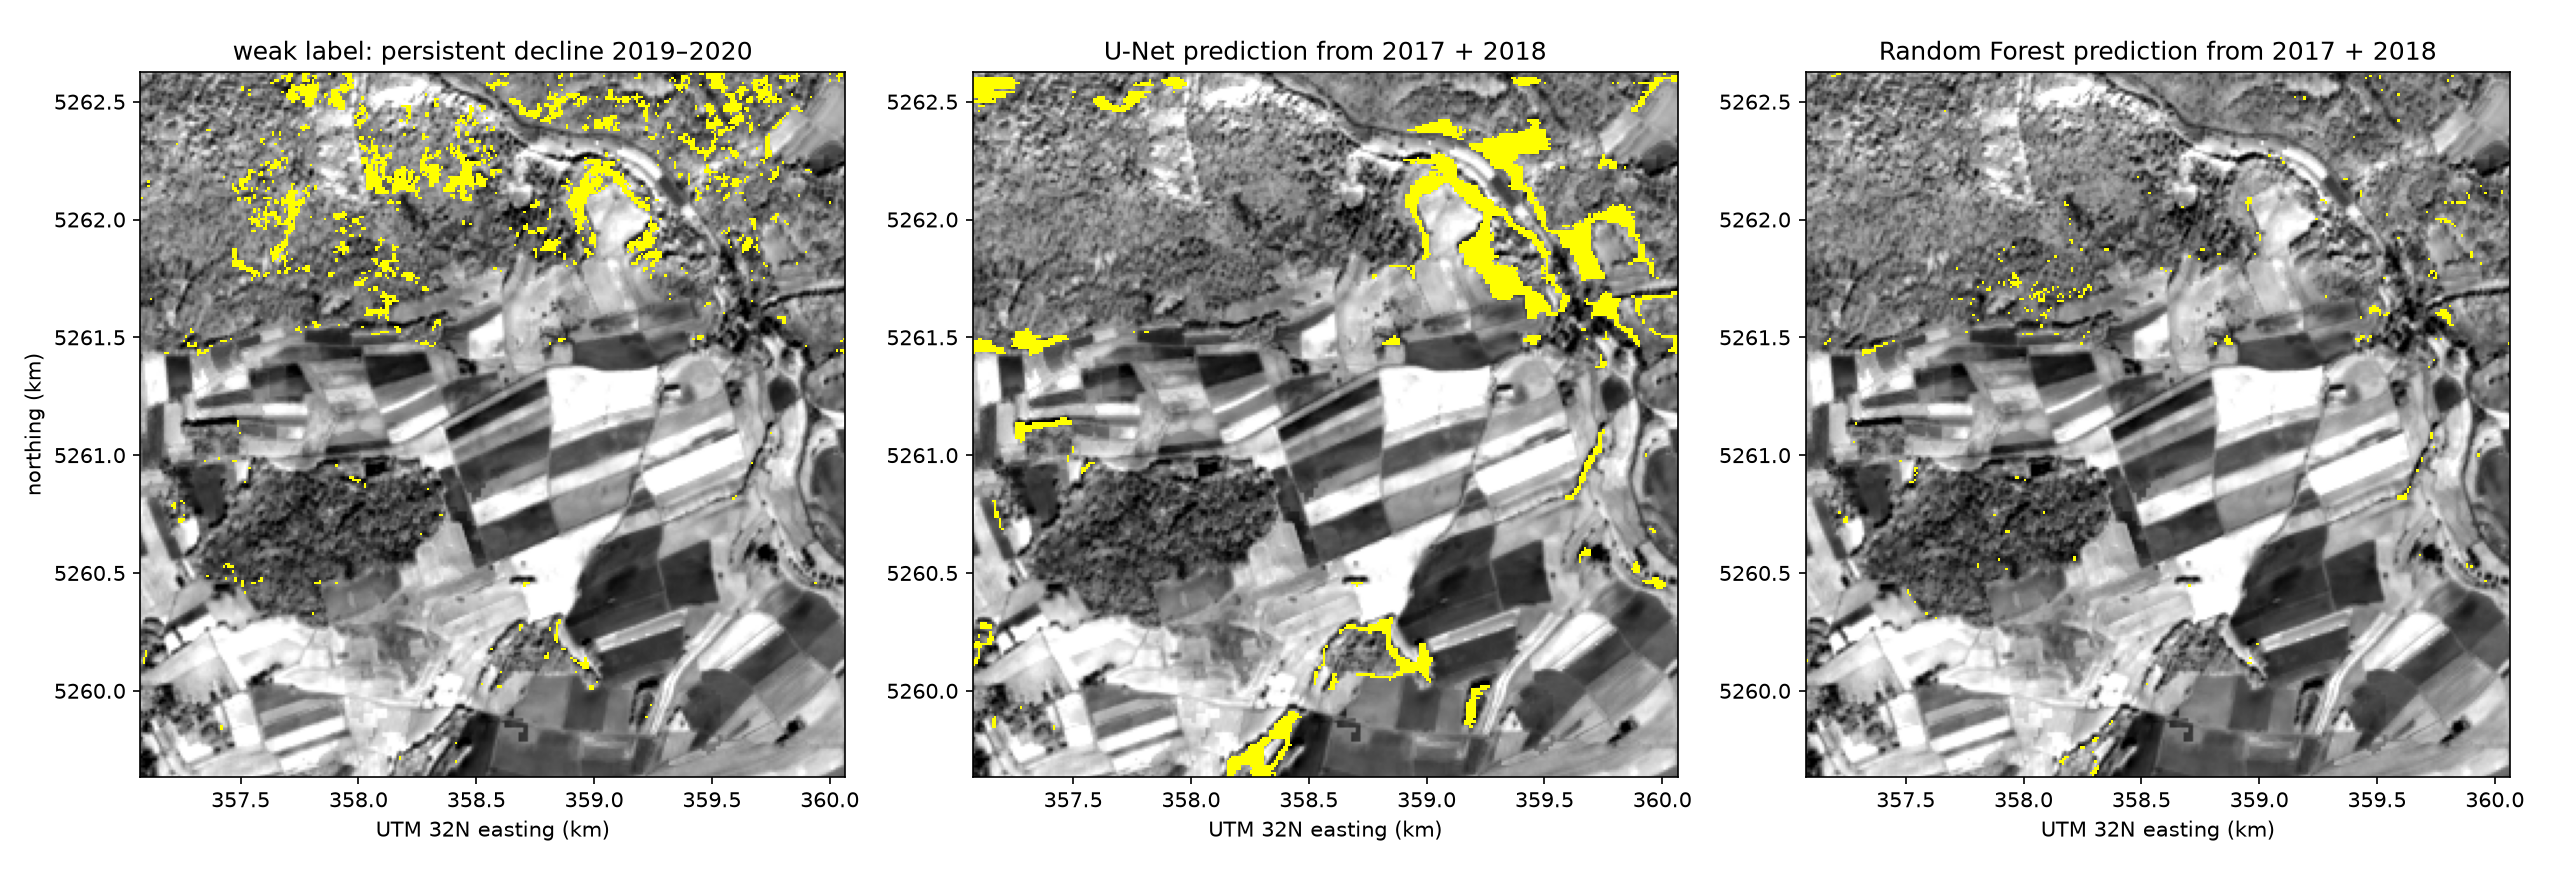 weak label: persistent decline 2019–2020
U-Net prediction from 2017 + 2018
Random Forest prediction from 2017 + 2018
northing (km)
5262.5
5262.0
5261.5
5261.0
5260.5
5260.0
357.5 358.0 358.5 359.0 359.5 360.0
UTM 32N easting (km)
5262.5
5262.0
5261.5
5261.0
5260.5
5260.0
357.5 358.0 358.5 359.0 359.5 360.0
UTM 32N easting (km)
5262.5
5262.0
5261.5
5261.0
5260.5
5260.0
357.5 358.0 358.5 359.0 359.5 360.0
UTM 32N easting (km)